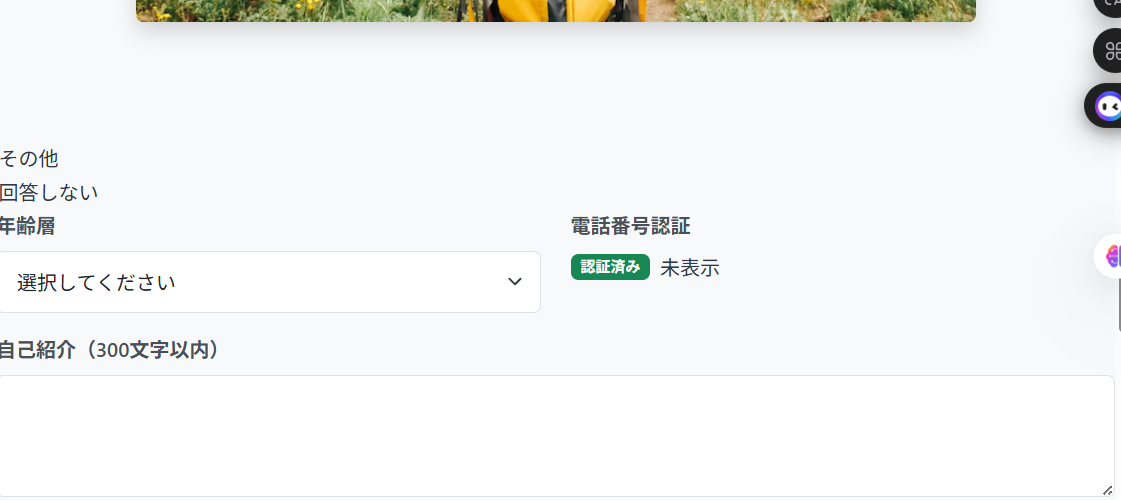 その他
回答しない
年齢層
電話番号認証
選択してください
認証済み 未表示
自己紹介（300文字以内）